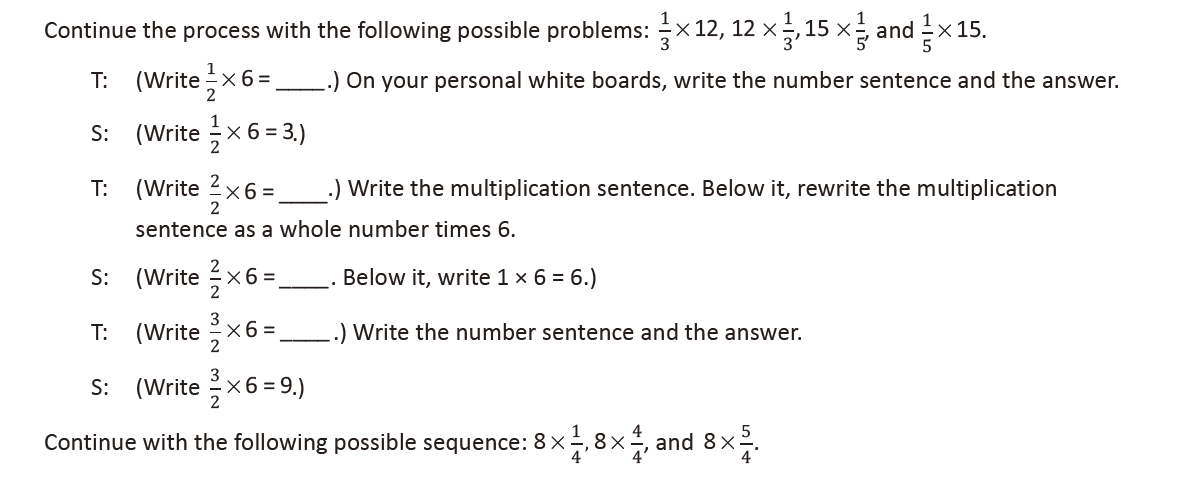 Continue the process with the following possible problems: 1/3 × 12, 12 × 1/3, 15 × 1/5, and 1/5 × 15.
T: (Write 1/2 × 6 = ____.) On your personal white boards, write the number sentence and the answer.
S: (Write 1/2 × 6 = 3.)
T: (Write 2/2 × 6 = ____.) Write the multiplication sentence. Below it, rewrite the multiplication
sentence as a whole number times 6.
S: (Write 2/2 × 6 = ____. Below it, write 1 × 6 = 6.)
T: (Write 3/2 × 6 = ____.) Write the number sentence and the answer.
S: (Write 3/2 × 6 = 9.)
Continue with the following possible sequence: 8 × 1/4, 8 × 4/4, and 8 × 5/4.